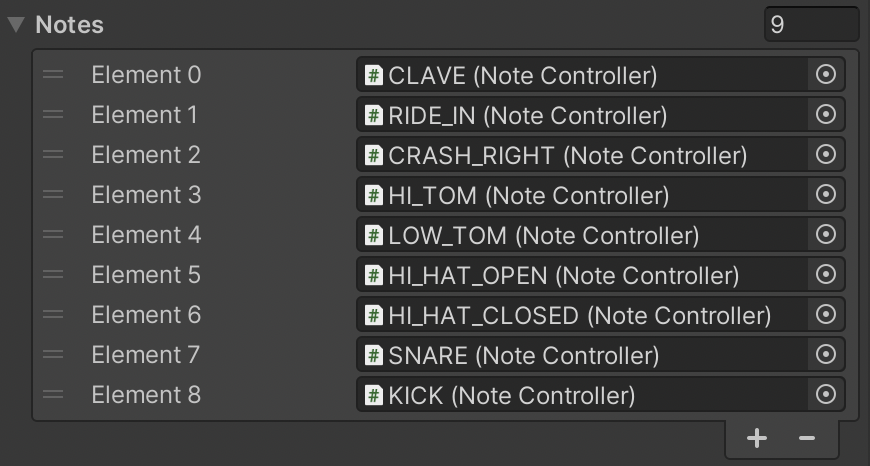 Notes 9
Element 0 CLAVE (Note Controller)
Element 1 RIDE_IN (Note Controller)
Element 2 CRASH_RIGHT (Note Controller)
Element 3 HI_TOM (Note Controller)
Element 4 LOW_TOM (Note Controller)
Element 5 HI_HAT_OPEN (Note Controller)
Element 6 HI_HAT_CLOSED (Note Controller)
Element 7 SNARE (Note Controller)
Element 8 KICK (Note Controller)